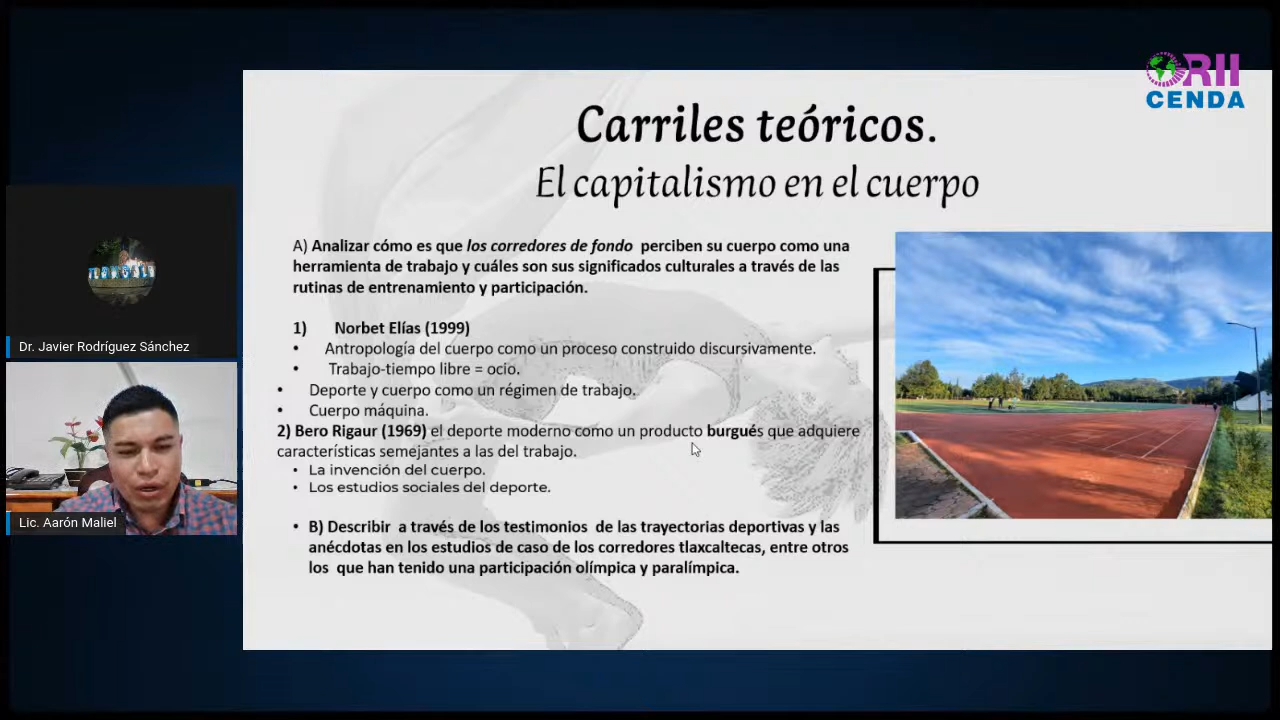 ORII
CENDA
Carriles teóricos.
El capitalismo en el cuerpo
A) Analizar cómo es que los corredores de fondo perciben su cuerpo como una
herramienta de trabajo y cuáles son sus significados culturales a través de las
rutinas de entrenamiento y participación.
1) Norbet Elías (1999)
• Antropología del cuerpo como un proceso construido discursivamente.
• Trabajo-tiempo libre = ocio.
• Deporte y cuerpo como un régimen de trabajo.
• Cuerpo máquina.
2) Bero Rigaur (1969) el deporte moderno como un producto burgués que adquiere
características semejantes a las del trabajo.
• La invención del cuerpo.
• Los estudios sociales del deporte.
• B) Describir a través de los testimonios de las trayectorias deportivas y las
anécdotas en los estudios de caso de los corredores tlaxcaltecas, entre otros
los que han tenido una participación olímpica y paralímpica.
Dr. Javier Rodríguez Sánchez
Lic. Aarón Maliel